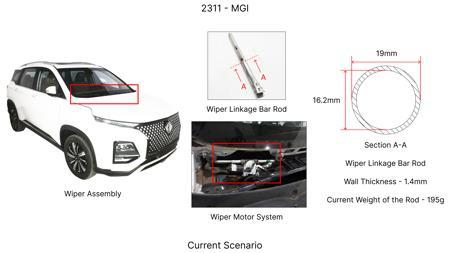 2311 - MGI
19mm
A
A
16.2mm
Wiper Linkage Bar Rod
Section A-A
Wiper Linkage Bar Rod
Wall Thickness - 1.4mm
Current Weight of the Rod - 195g
Wiper Assembly
Wiper Motor System
Current Scenario